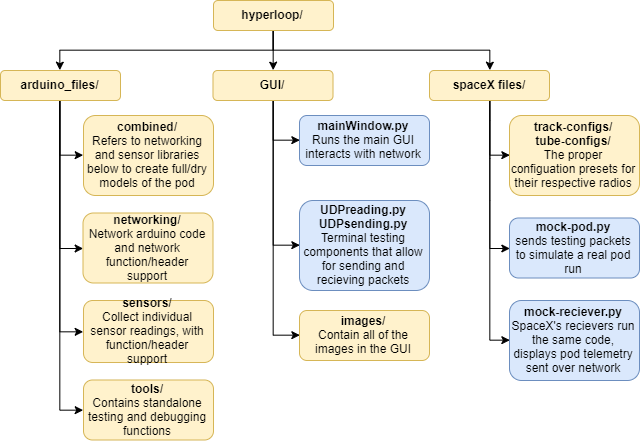 hyperloop/
arduino_files/
GUI/
spaceX files/
combined/
Refers to networking
and sensor libraries
below to create full/dry
models of the pod
networking/
Network arduino code
and network
function/header
support
sensors/
Collect individual
sensor readings, with
function/header
support
tools/
Contains standalone
testing and debugging
functions
mainWindow.py
Runs the main GUI
interacts with network
UDPreading.py
UDPsending.py
Terminal testing
components that allow
for sending and
recieving packets
images/
Contain all of the
images in the GUI
track-configs/
tube-configs/
The proper
configuation presets for
their respective radios
mock-pod.py
sends testing packets
to simulate a real pod
run
mock-reciever.py
SpaceX's recievers run
the same code,
displays pod telemetry
sent over network